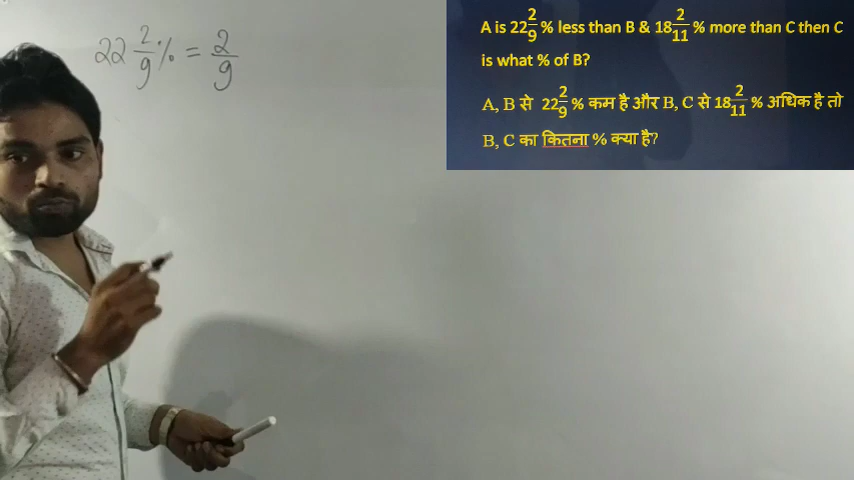 22 2/9 % = 2/9
A is 22 2/9 % less than B & 18 2/11 % more than C then C
is what % of B?
A, B से 22 2/9 % कम है और B, C से 18 2/11 % अधिक है तो
B, C का कितना % क्या है?